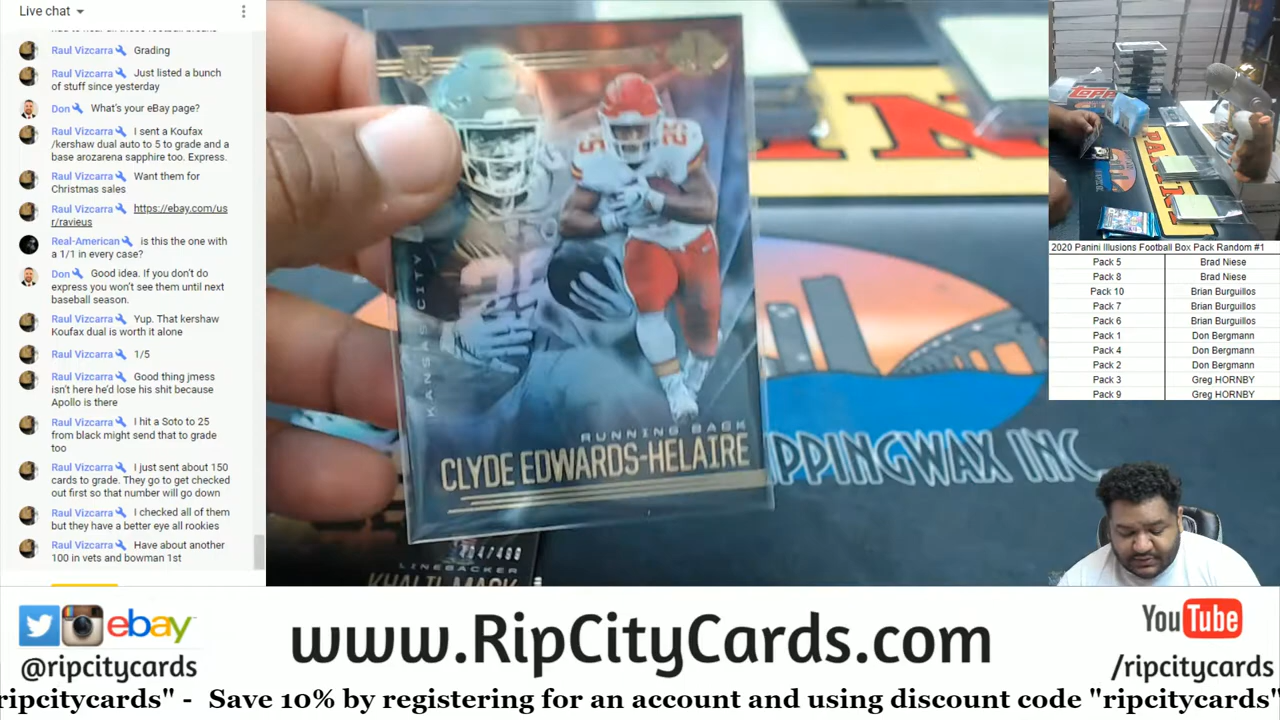 Live chat
Raul Vizcarra Grading
Raul Vizcarra Just listed a bunch
of stuff since yesterday
Don What's your eBay page?
Raul Vizcarra I sent a Koufax
/kershaw dual auto to 5 to grade and a
base arozarena sapphire too. Express.
Raul Vizcarra Want them for
Christmas sales
Raul Vizcarra https://ebay.com/us
r/ravieus
Real-American is this the one with
a 1/1 in every case?
Don Good idea. If you don't do
express you won't see them until next
baseball season.
Raul Vizcarra Yup. That kershaw
Koufax dual is worth it alone
Raul Vizcarra 1/5
Raul Vizcarra Good thing jmess
isn't here he'd lose his shit because
Apollo is there
Raul Vizcarra I hit a Soto to 25
from black might send that to grade
too
Raul Vizcarra I just sent about 150
cards to grade. They go to get checked
out first so that number will go down
Raul Vizcarra I checked all of them
but they have a better eye all rookies
Raul Vizcarra Have about another
100 in vets and bowman 1st
KANSAS CITY
25
RUNNING BACK
CLYDE EDWARDS-HELAIRE
/499
LINEBACKER
KHALIL MACK
PPINGWAX INC
topps
PANINI
2020 Panini Illusions Football Box Pack Random #1
Pack 5 Brad Niese
Pack 8 Brad Niese
Pack 10 Brian Burguillos
Pack 7 Brian Burguillos
Pack 6 Brian Burguillos
Pack 1 Don Bergmann
Pack 4 Don Bergmann
Pack 2 Don Bergmann
Pack 3 Greg HORNBY
Pack 9 Greg HORNBY
ebay
@ripcitycards
www.RipCityCards.com
YouTube
/ripcitycards
ripcitycards" - Save 10% by registering for an account and using discount code "ripcitycards"